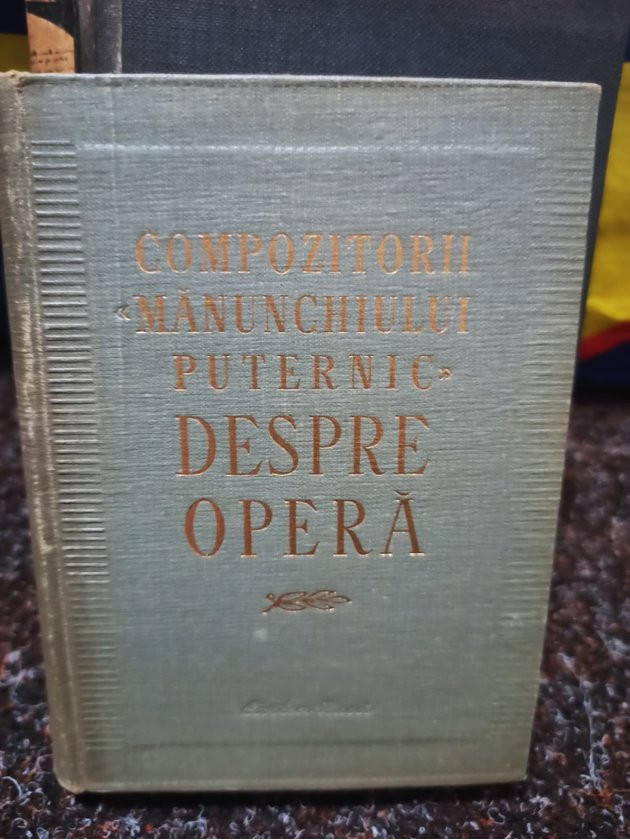 COMPOZITORII
«MĂNUNCHIULUI
PUTERNIC»
DESPRE
OPERĂ